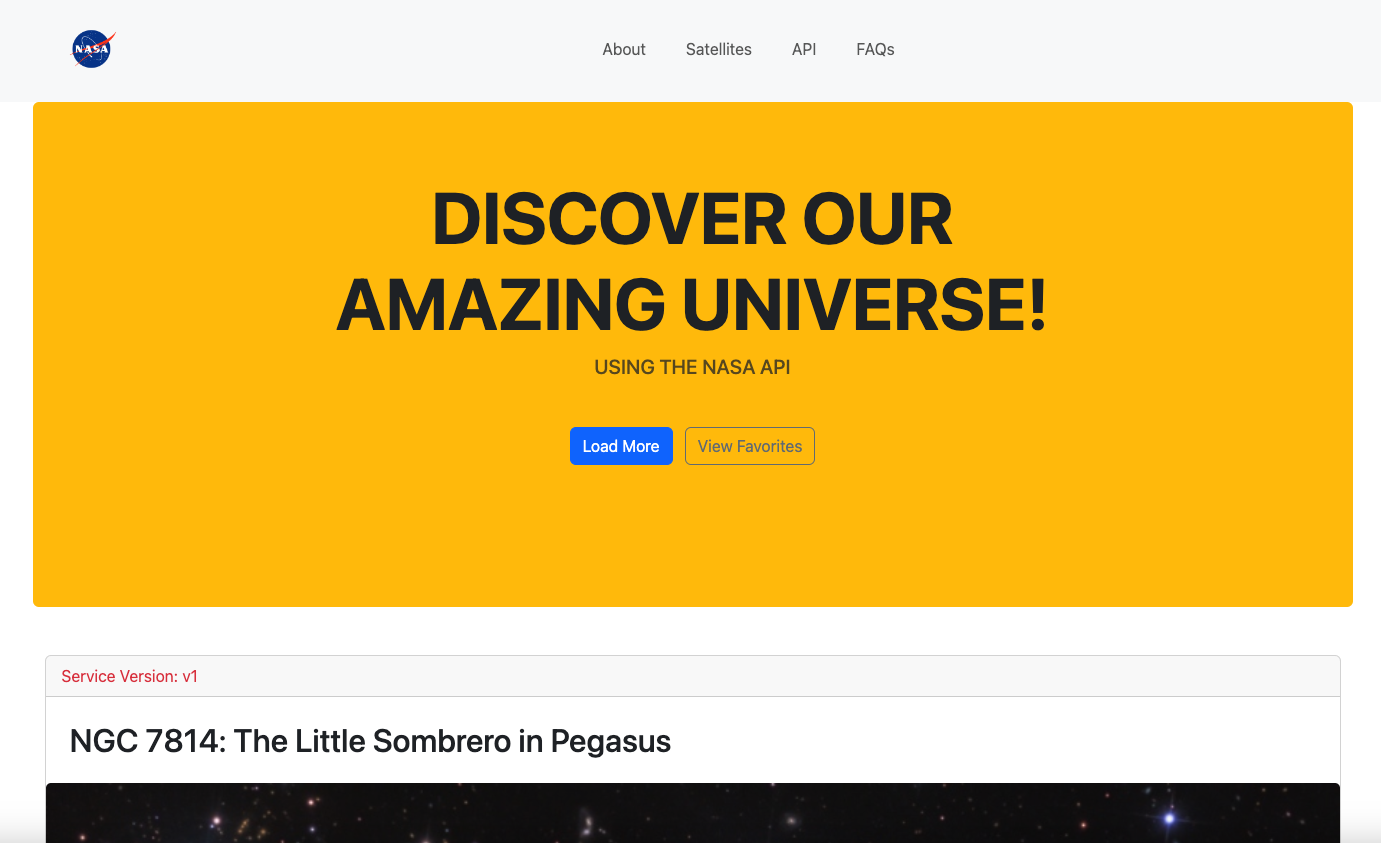 NASA
About Satellites API FAQs
DISCOVER OUR
AMAZING UNIVERSE!
USING THE NASA API
Load More View Favorites
Service Version: v1
NGC 7814: The Little Sombrero in Pegasus